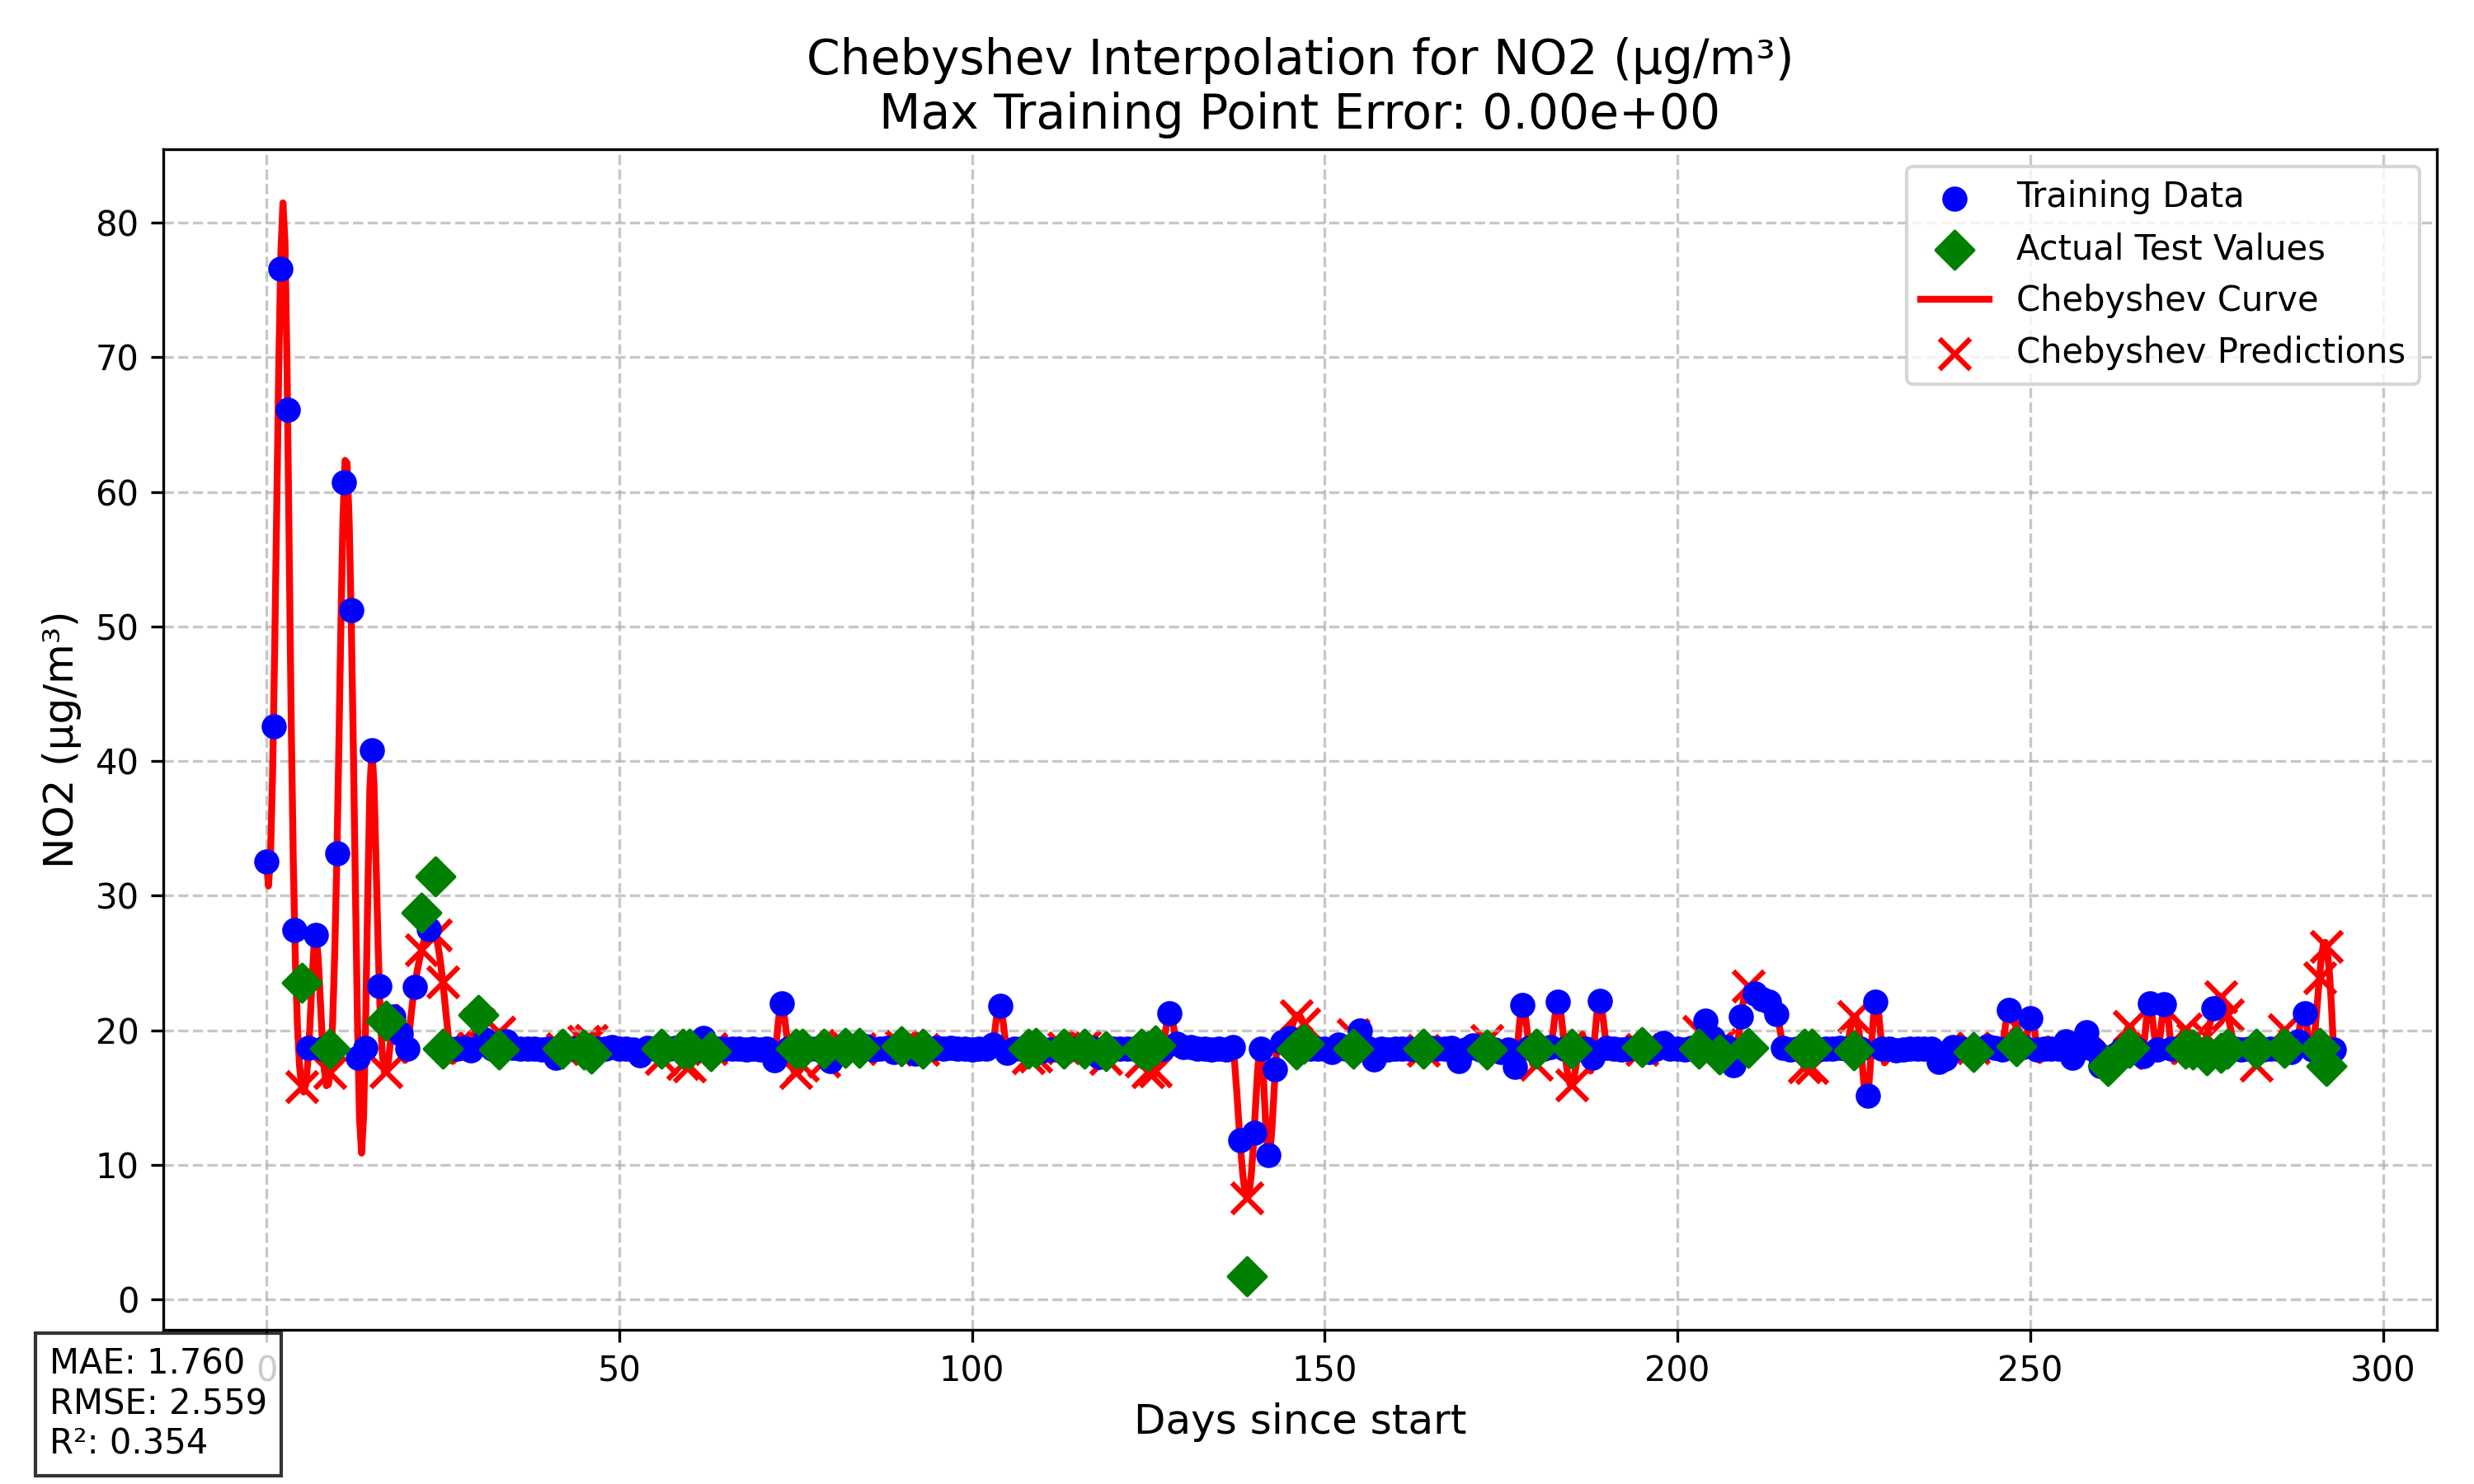 Chebyshev Interpolation for NO2 (µg/m³)
Max Training Point Error: 0.00e+00
Training Data
Actual Test Values
Chebyshev Curve
Chebyshev Predictions
NO2 (µg/m³)
80
70
60
50
40
30
20
10
0
0
50
100
150
200
250
300
Days since start
MAE: 1.760
RMSE: 2.559
R²: 0.354